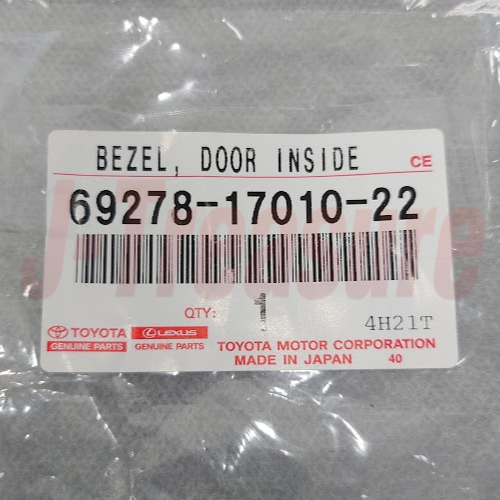 BEZEL, DOOR INSIDE CE
69278-17010-22
J-Treasure
QTY: 1
4H21T
TOYOTA LEXUS
GENUINE PARTS GENUINE PARTS
TOYOTA MOTOR CORPORATION
MADE IN JAPAN 40